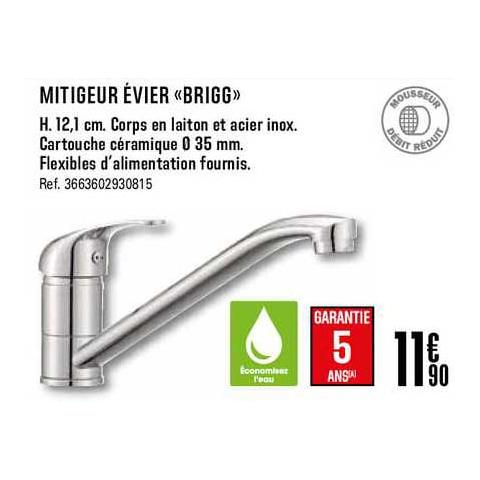 MITIGEUR ÉVIER «BRIGG»
H. 12,1 cm. Corps en laiton et acier inox.
Cartouche céramique Ø 35 mm.
Flexibles d'alimentation fournis.
Ref. 3663602930815
MOUSSEUR
DÉBIT RÉDUIT
Économisez
l'eau
GARANTIE
5
ANS(A)
11€90